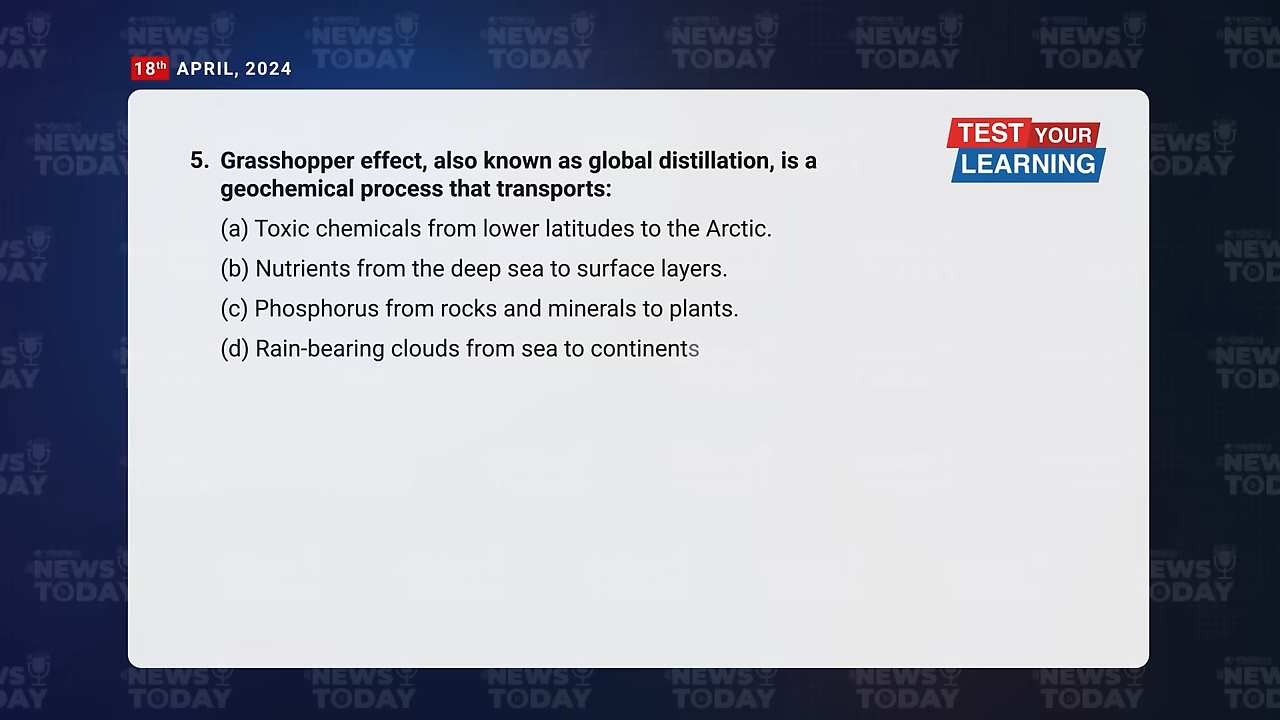 18th APRIL, 2024
TEST YOUR
LEARNING
5. Grasshopper effect, also known as global distillation, is a
geochemical process that transports:
(a) Toxic chemicals from lower latitudes to the Arctic.
(b) Nutrients from the deep sea to surface layers.
(c) Phosphorus from rocks and minerals to plants.
(d) Rain-bearing clouds from sea to continents
NEWS
TODAY